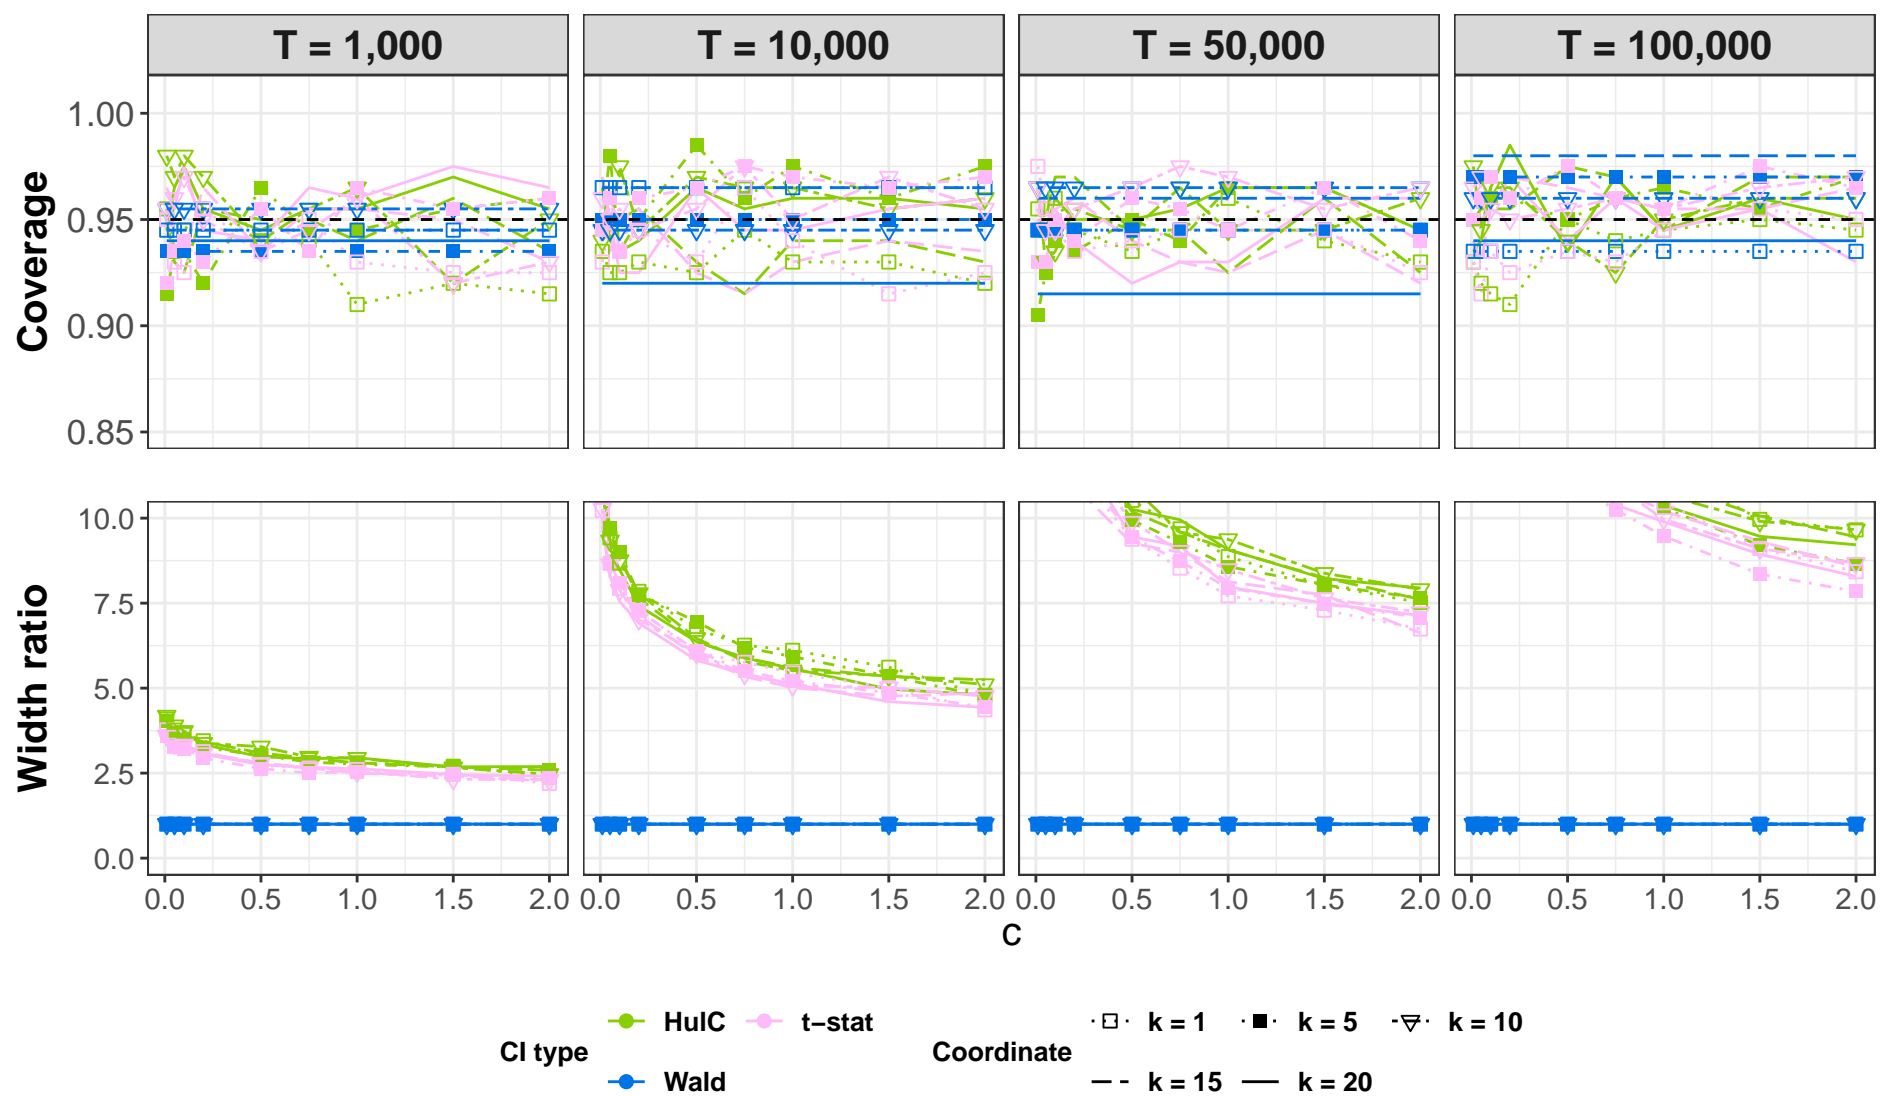 T = 1,000 T = 10,000 T = 50,000 T = 100,000
Coverage
1.00
0.95
0.90
0.85
Width ratio
10.0
7.5
5.0
2.5
0.0
0.0 0.5 1.0 1.5 2.0 0.0 0.5 1.0 1.5 2.0 0.0 0.5 1.0 1.5 2.0 0.0 0.5 1.0 1.5 2.0
c
CI type
HulC t−stat
Wald
Coordinate
k = 1 k = 5 k = 10
k = 15 k = 20